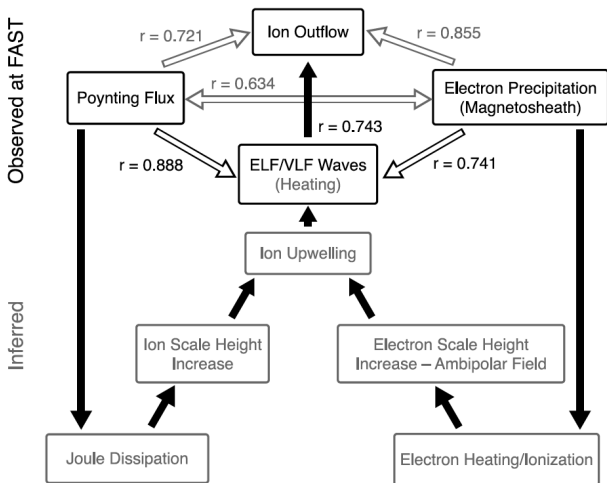 Observed at FAST
Ion Outflow
r = 0.721
r = 0.855
Poynting Flux
r = 0.634
Electron Precipitation
(Magnetosheath)
r = 0.743
r = 0.888
r = 0.741
ELF/VLF Waves
(Heating)
Ion Upwelling
Inferred
Ion Scale Height
Increase
Electron Scale Height
Increase – Ambipolar Field
Joule Dissipation
Electron Heating/Ionization